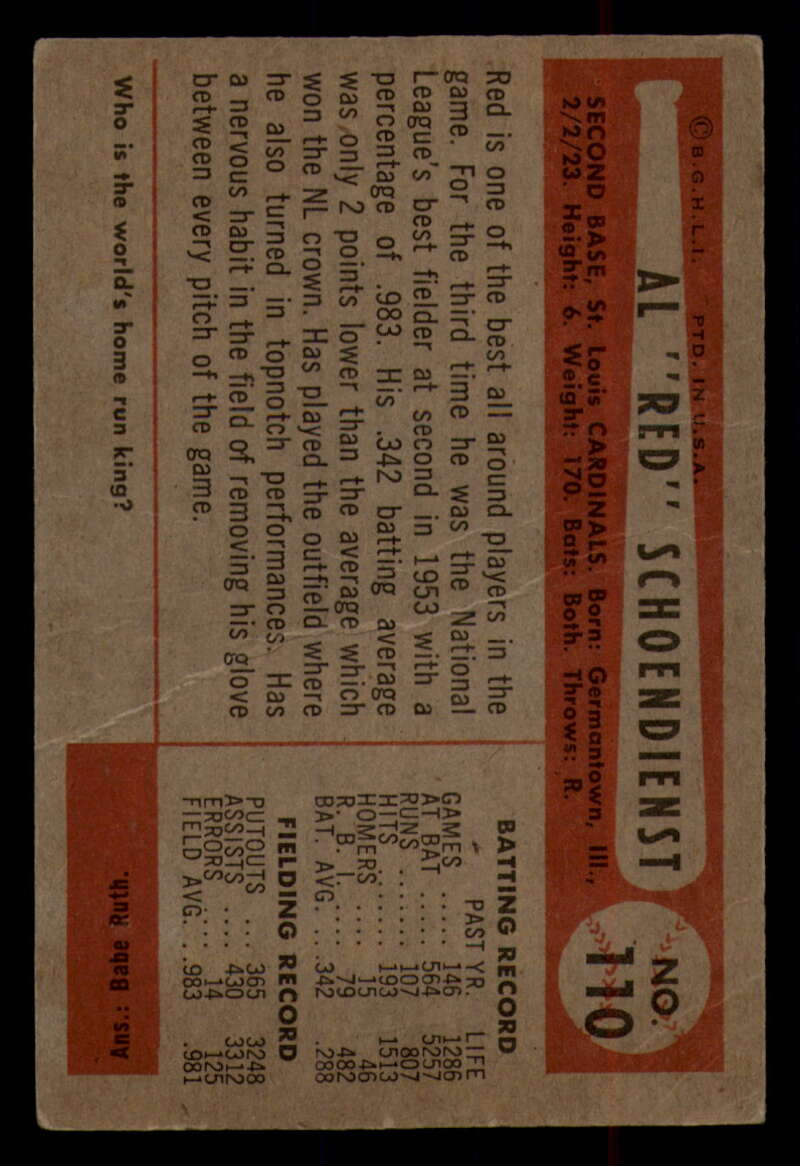 © B.G.H.L.I. PTD. IN U.S.A.
AL "RED" SCHOENDIENST
NO.
110
SECOND BASE, St. Louis CARDINALS. Born: Germantown, Ill.,
2/2/23. Height: 6. Weight: 170. Bats: Both. Throws: R.
Red is one of the best all around players in the
game. For the third time he was the National
League's best fielder at second in 1953 with a
percentage of .983. His .342 batting average
was only 2 points lower than the average which
won the NL crown. Has played the outfield where
he also turned in topnotch performances. Has
a nervous habit in the field of removing his glove
between every pitch of the game.
BATTING RECORD
PAST YR. LIFE
GAMES ..... 146 1286
AT BAT ..... 564 5257
RUNS ...... 107 807
HITS ...... 193 1513
HOMERS .... 15 46
R. B. I. .... 79 482
BAT. AVG. .. .342 .288
FIELDING RECORD
PUTOUTS ... 365 3248
ASSISTS .... 430 3312
ERRORS .... 14 125
FIELD AVG. . .983 .981
Who is the world's home run king?
Ans.: Babe Ruth.